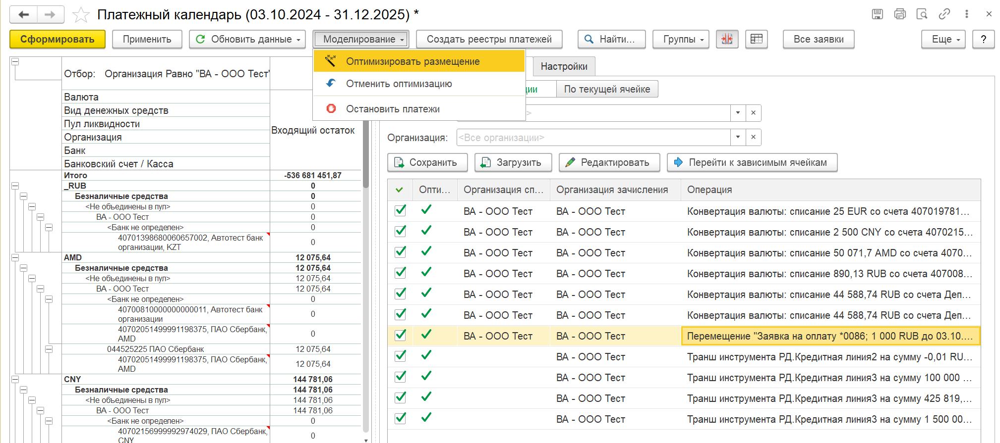 Платежный календарь (03.10.2024 - 31.12.2025) *
Сформировать
Применить
Обновить данные
Моделирование
Создать реестры платежей
Найти...
Группы
Все заявки
Еще
?
Оптимизировать размещение
Отменить оптимизацию
Остановить платежи
Настройки
По текущей ячейке
Отбор: Организация Равно "ВА - ООО Тест"
Валюта
Вид денежных средств
Пул ликвидности
Организация
Банк
Банковский счет / Касса
Входящий остаток
Итого -536 681 451,87
_RUB 0
Безналичные средства 0
<Не объединены в пул> 0
ВА - ООО Тест 0
<Банк не определен> 0
40701398680060657002, Автотест банк
организации, KZT 0
AMD 12 075,64
Безналичные средства 12 075,64
<Не объединены в пул> 12 075,64
ВА - ООО Тест 12 075,64
<Банк не определен> 0
40700810000000000011, Автотест банк
организации 0
40702051499991198375, ПАО Сбербанк,
AMD 0
044525225 ПАО Сбербанк 12 075,64
40702051499991198375, ПАО Сбербанк,
AMD 12 075,64
CNY 144 781,06
Безналичные средства 144 781,06
<Не объединены в пул> 144 781,06
ВА - ООО Тест 144 781,06
<Банк не определен> 0
40702156999992974029, ПАО Сбербанк,
CNY 0
Организация: <Все организации>
Сохранить
Загрузить
Редактировать
Перейти к зависимым ячейкам
Опти... Организация сп... Организация зачисления Операция
ВА - ООО Тест ВА - ООО Тест Конвертация валюты: списание 25 EUR со счета 407019781...
ВА - ООО Тест ВА - ООО Тест Конвертация валюты: списание 2 500 CNY со счета 4070215...
ВА - ООО Тест ВА - ООО Тест Конвертация валюты: списание 50 071,7 AMD со счета 4070...
ВА - ООО Тест ВА - ООО Тест Конвертация валюты: списание 890,13 RUB со счета 407008...
ВА - ООО Тест ВА - ООО Тест Конвертация валюты: списание 44 588,74 RUB со счета Деп...
ВА - ООО Тест ВА - ООО Тест Конвертация валюты: списание 44 588,74 RUB со счета Деп...
ВА - ООО Тест ВА - ООО Тест Перемещение "Заявка на оплату *0086; 1 000 RUB до 03.10....
ВА - ООО Тест Транш инструмента РД.Кредитная линия2 на сумму -0,01 RU...
ВА - ООО Тест Транш инструмента РД.Кредитная линия3 на сумму 100 000 ...
ВА - ООО Тест Транш инструмента РД.Кредитная линия3 на сумму 425 819,...
ВА - ООО Тест Транш инструмента РД.Кредитная линия3 на сумму 1 500 00...